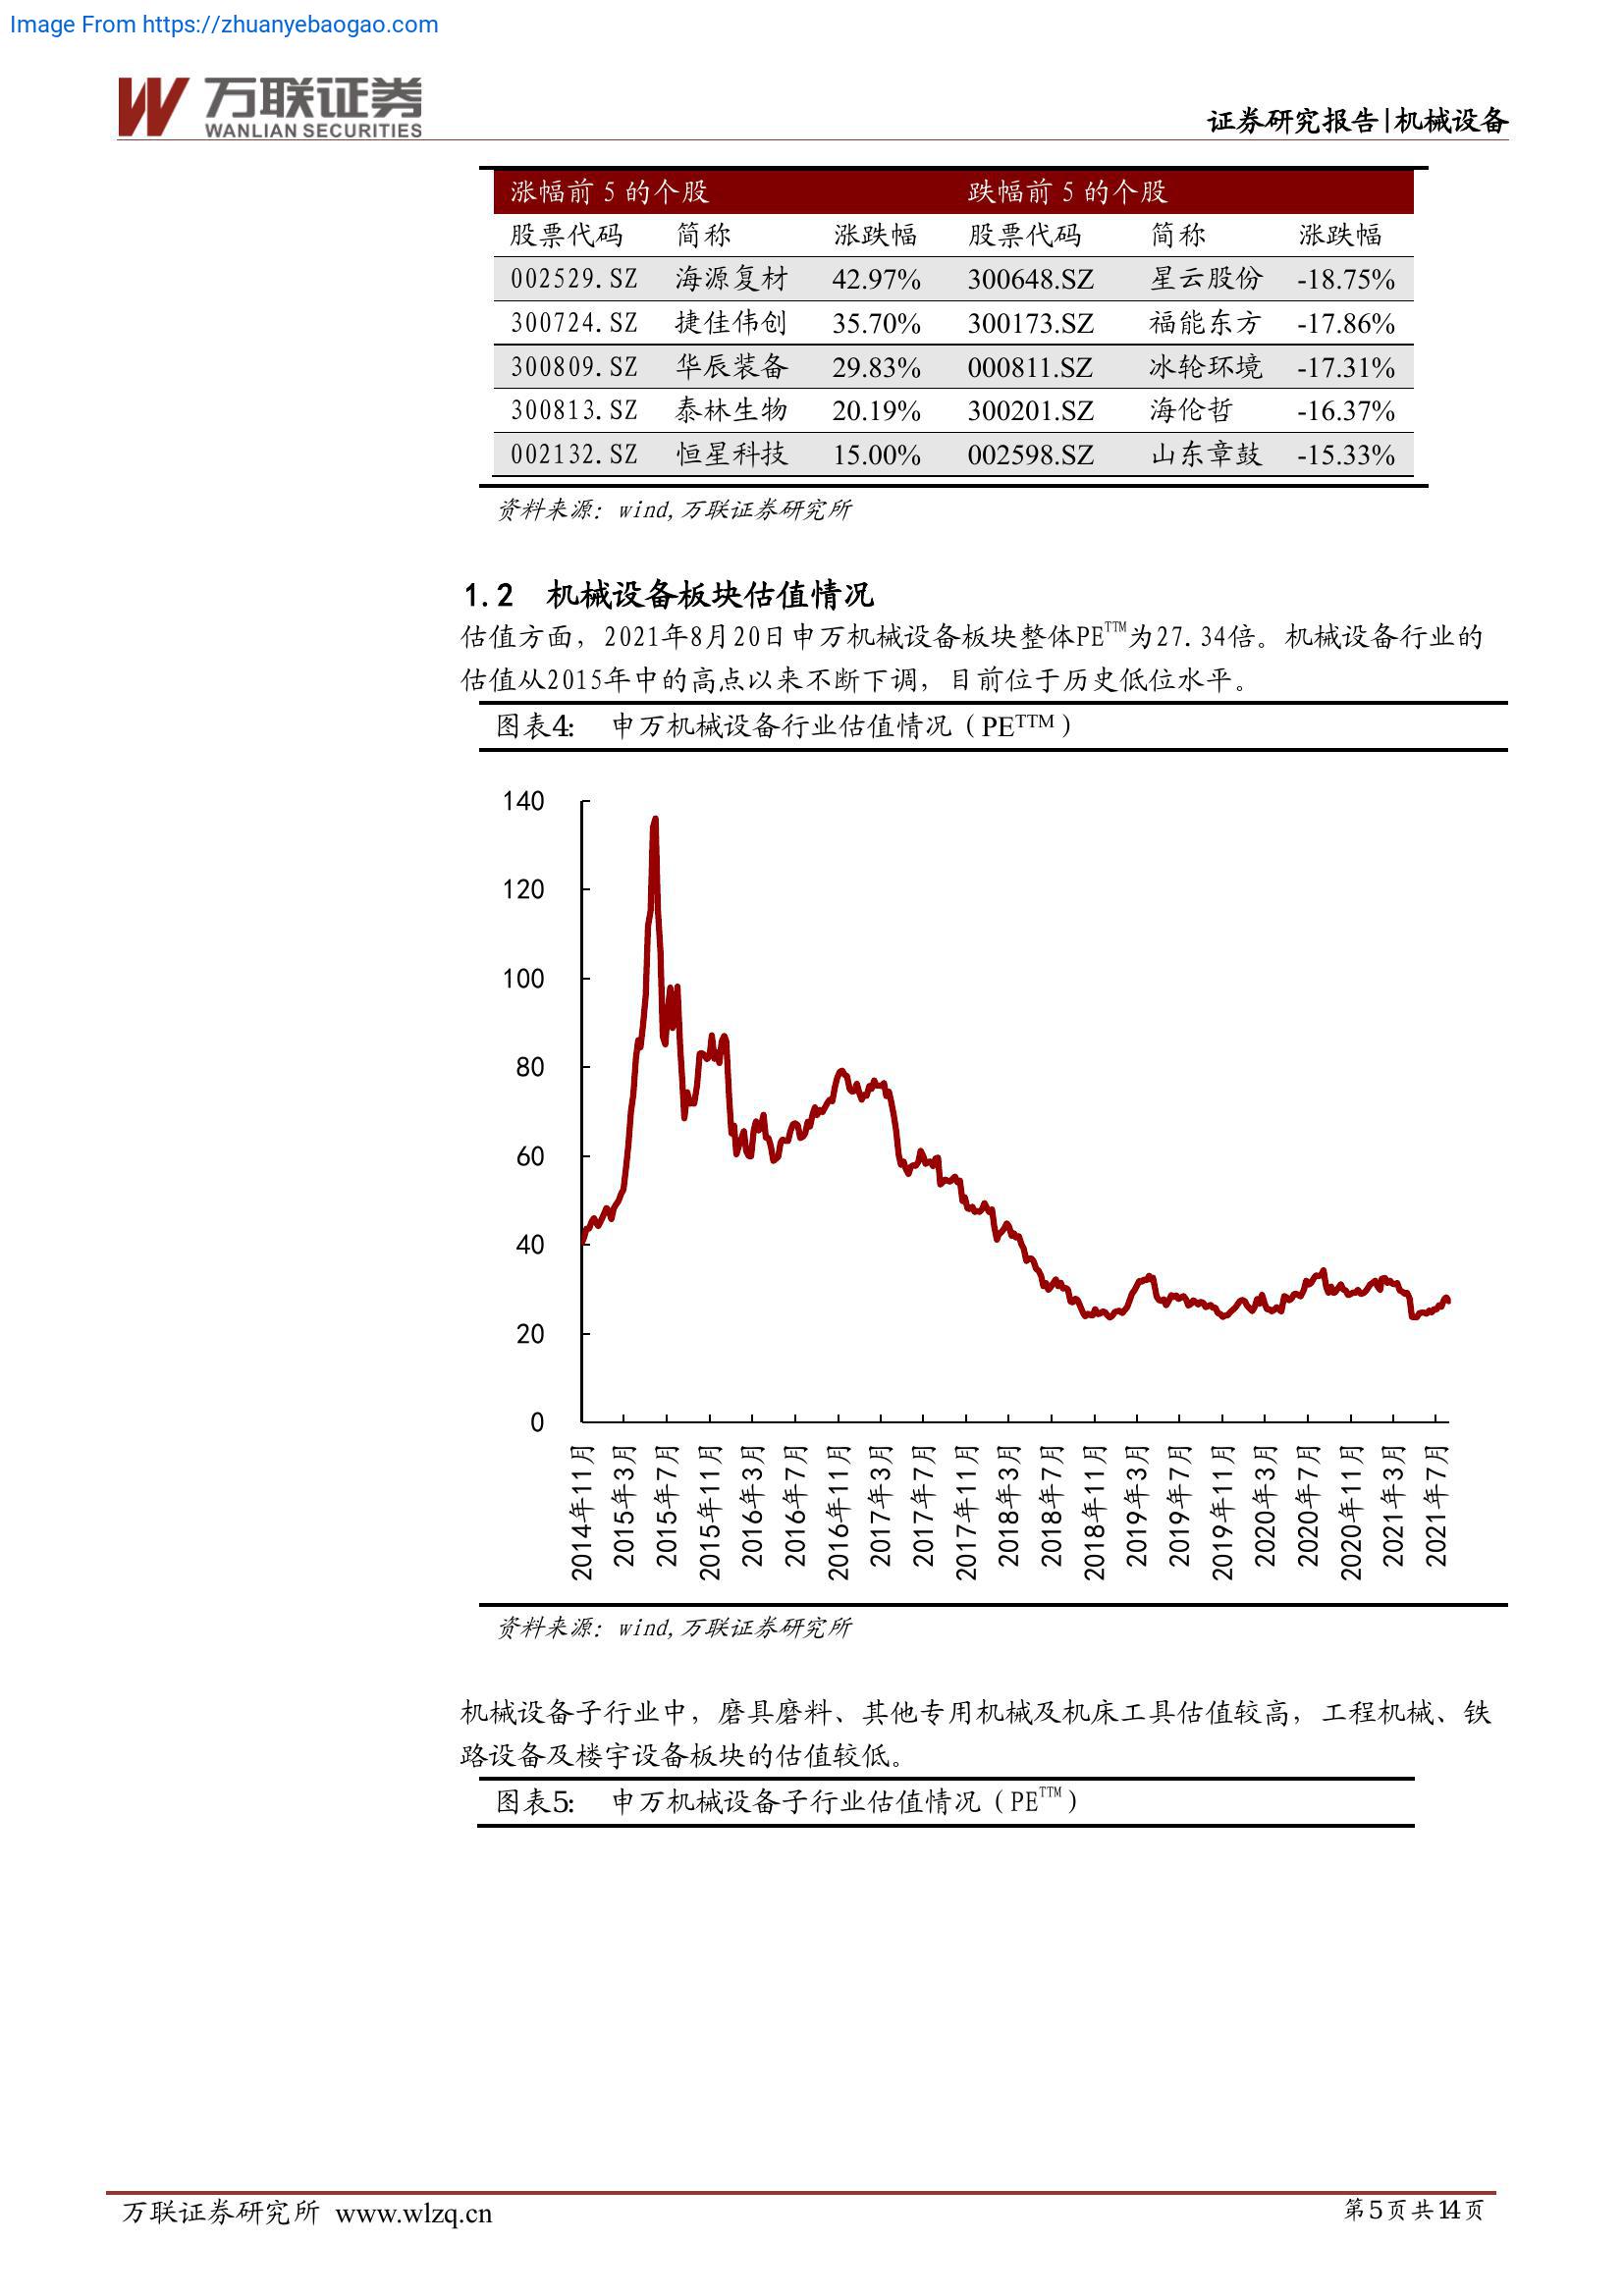 Image From https://zhuanyebaogao.com
万联证券
WANLIAN SECURITIES
证券研究报告|机械设备
涨幅前 5 的个股 跌幅前 5 的个股
股票代码 简称 涨跌幅 股票代码 简称 涨跌幅
002529.SZ 海源复材 42.97% 300648.SZ 星云股份 -18.75%
300724.SZ 捷佳伟创 35.70% 300173.SZ 福能东方 -17.86%
300809.SZ 华辰装备 29.83% 000811.SZ 冰轮环境 -17.31%
300813.SZ 泰林生物 20.19% 300201.SZ 海伦哲 -16.37%
002132.SZ 恒星科技 15.00% 002598.SZ 山东章鼓 -15.33%
资料来源：wind,万联证券研究所
1.2 机械设备板块估值情况
估值方面，2021年8月20日申万机械设备板块整体PE™为27.34倍。机械设备行业的
估值从2015年中的高点以来不断下调，目前位于历史低位水平。
图表4: 申万机械设备行业估值情况（PETTM）
140
120
100
80
60
40
20
0
2014年11月
2015年3月
2015年7月
2015年11月
2016年3月
2016年7月
2016年11月
2017年3月
2017年7月
2017年11月
2018年3月
2018年7月
2018年11月
2019年3月
2019年7月
2019年11月
2020年3月
2020年7月
2020年11月
2021年3月
2021年7月
资料来源：wind,万联证券研究所
机械设备子行业中，磨具磨料、其他专用机械及机床工具估值较高，工程机械、铁
路设备及楼宇设备板块的估值较低。
图表5: 申万机械设备子行业估值情况（PETTM）
万联证券研究所 www.wlzq.cn
第5页共14页